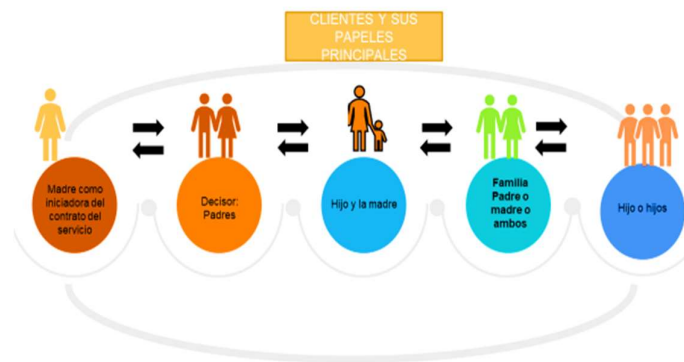 CLIENTES Y SUS
PAPELES
PRINCIPALES
Madre como
iniciadora del
contrato del
servicio
Decisor:
Padres
Hijo y la madre
Familia
Padre o
madre o
ambos
Hijo o hijos